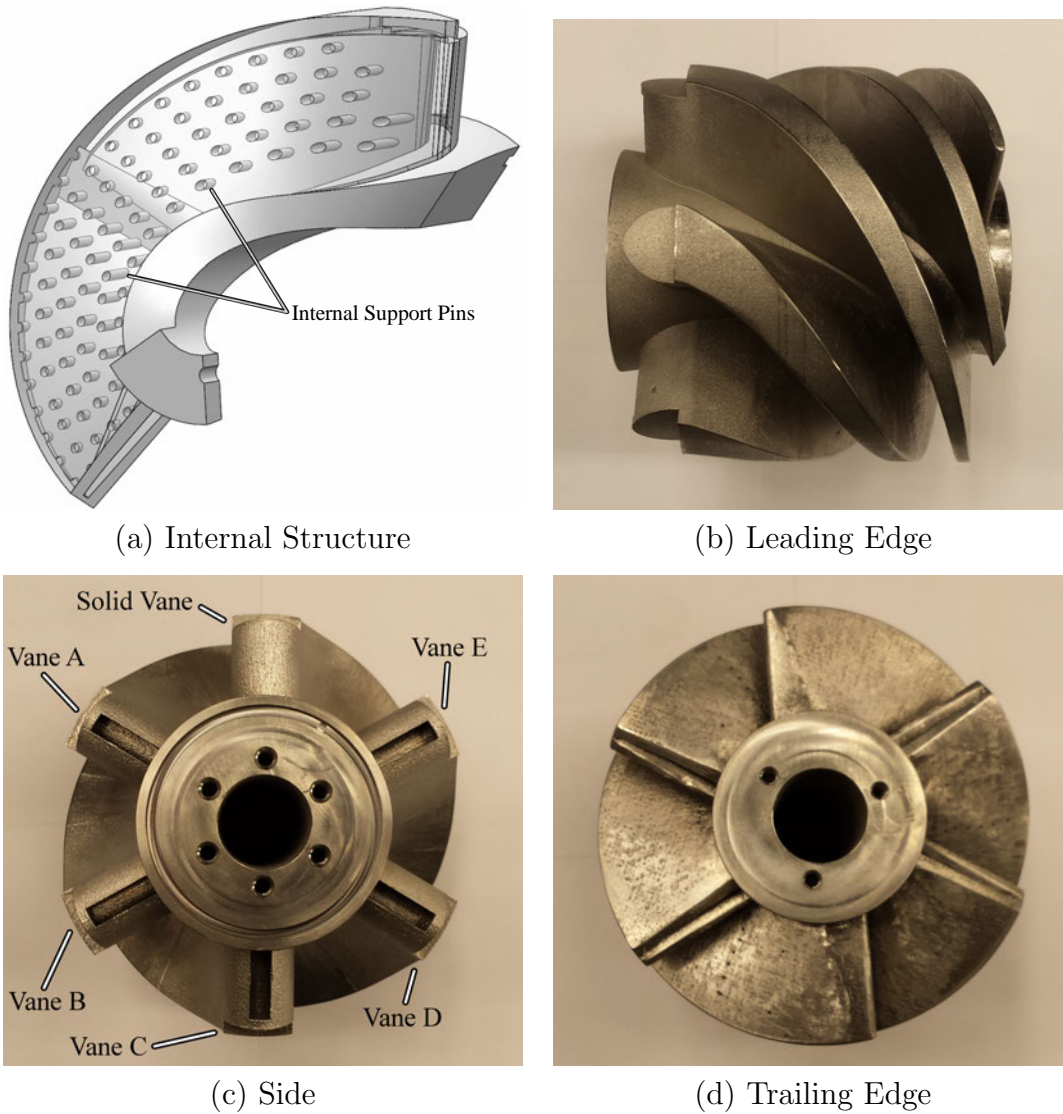 Internal Support Pins
(a) Internal Structure
(b) Leading Edge
Solid Vane
Vane A
Vane E
Vane B
Vane D
Vane C
(c) Side
(d) Trailing Edge